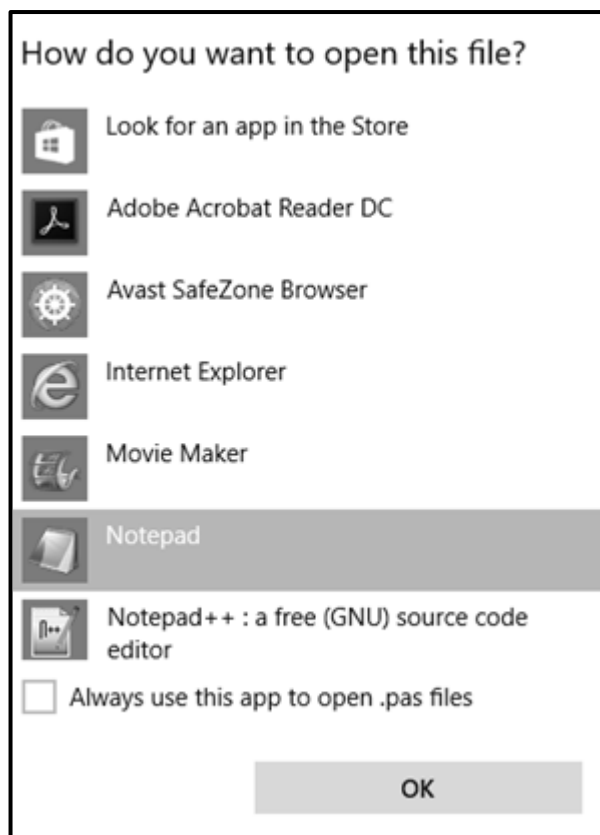 How do you want to open this file?
Look for an app in the Store
Adobe Acrobat Reader DC
Avast SafeZone Browser
Internet Explorer
Movie Maker
Notepad
Notepad++ : a free (GNU) source code
editor
Always use this app to open .pas files
OK